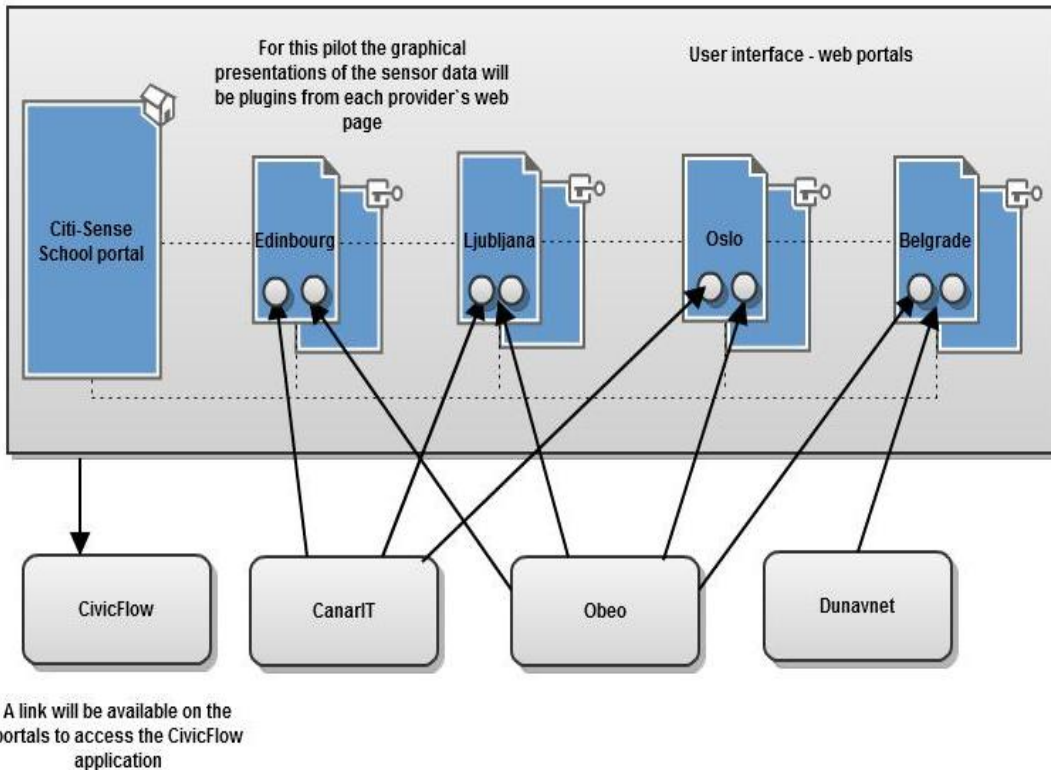 For this pilot the graphical
presentations of the sensor data will
be plugins from each provider`s web
page
User interface - web portals
Citi-Sense
School portal
Edinbourg
Ljubljana
Oslo
Belgrade
CivicFlow
CanarIT
Obeo
Dunavnet
A link will be available on the
portals to access the CivicFlow
application